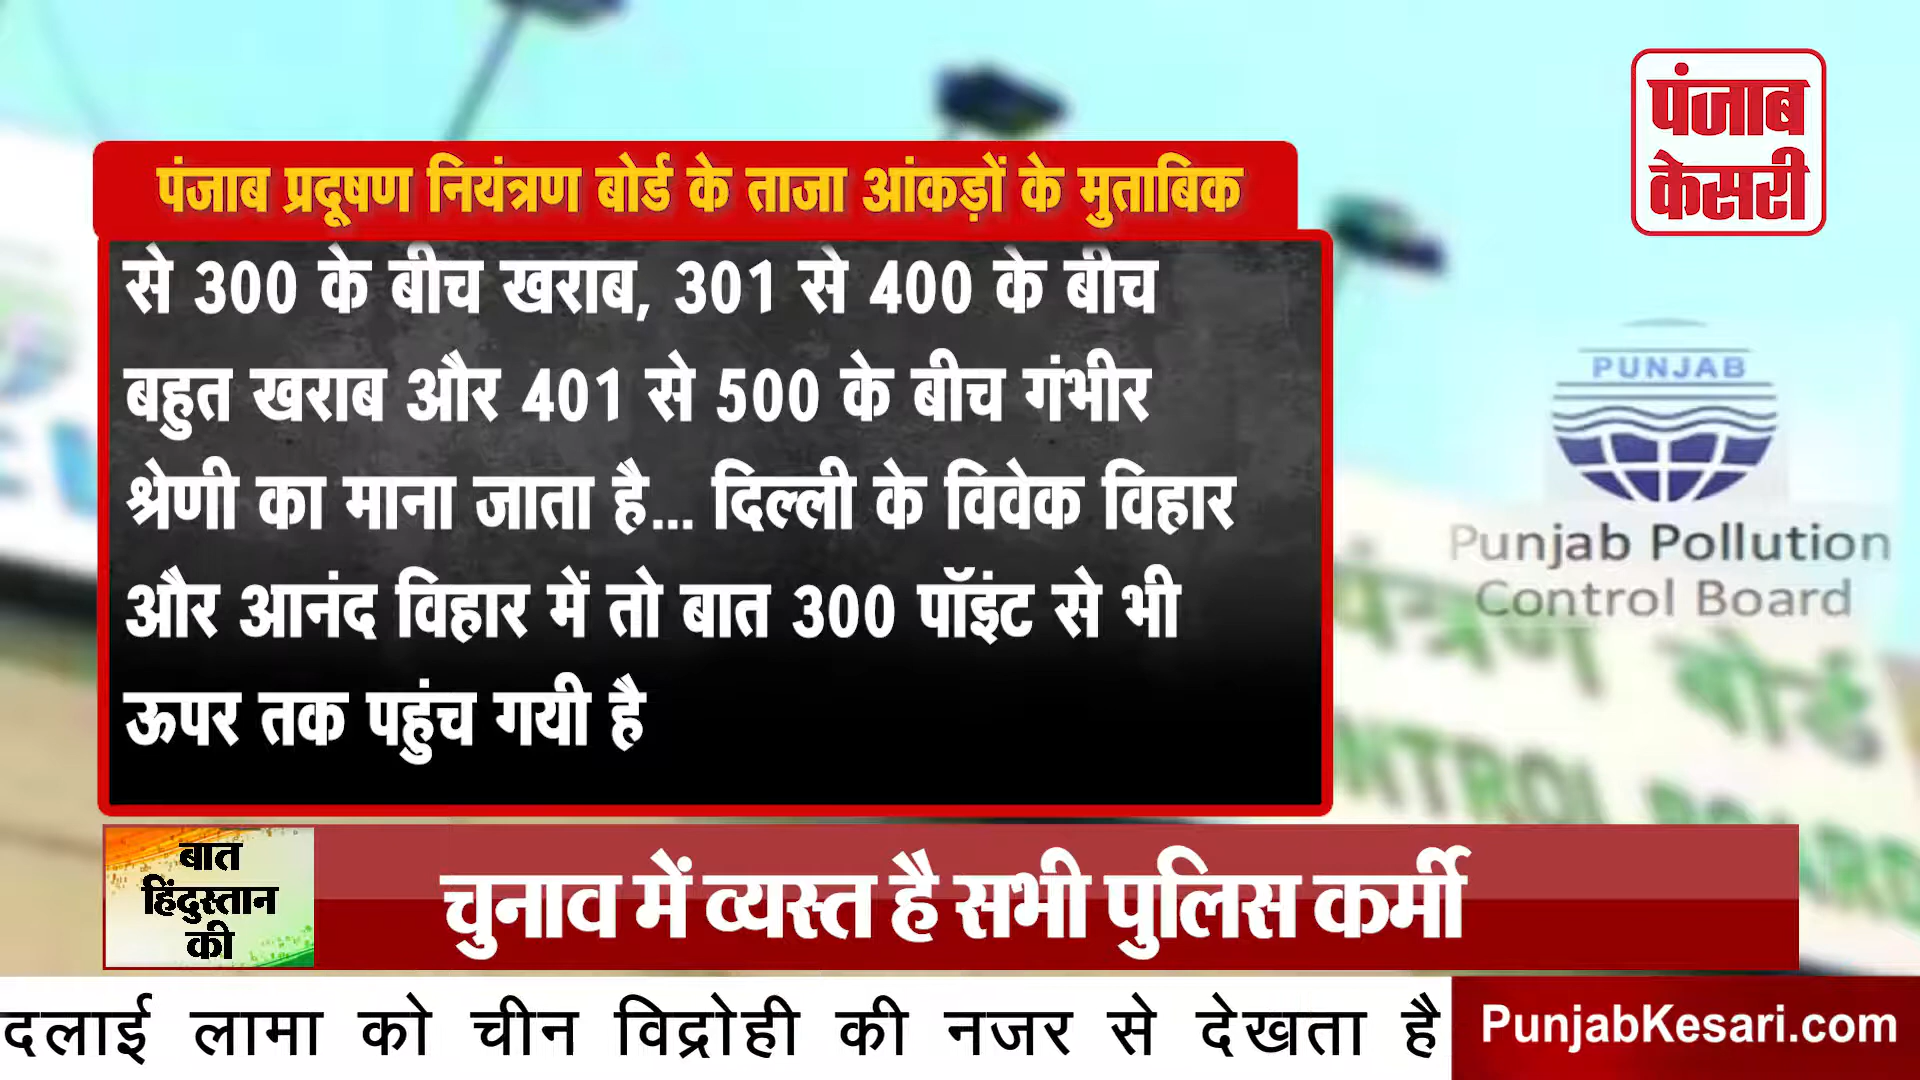 पंजाब
केसरी
पंजाब प्रदूषण नियंत्रण बोर्ड के ताजा आंकड़ों के मुताबिक
से 300 के बीच खराब, 301 से 400 के बीच
बहुत खराब और 401 से 500 के बीच गंभीर
श्रेणी का माना जाता है... दिल्ली के विवेक विहार
और आनंद विहार में तो बात 300 पॉइंट से भी
ऊपर तक पहुंच गयी है
PUNJAB
Punjab Pollution
Control Board
बात
हिंदुस्तान
की
चुनाव में व्यस्त है सभी पुलिस कर्मी
दलाई लामा को चीन विद्रोही की नजर से देखता है
PunjabKesari.com